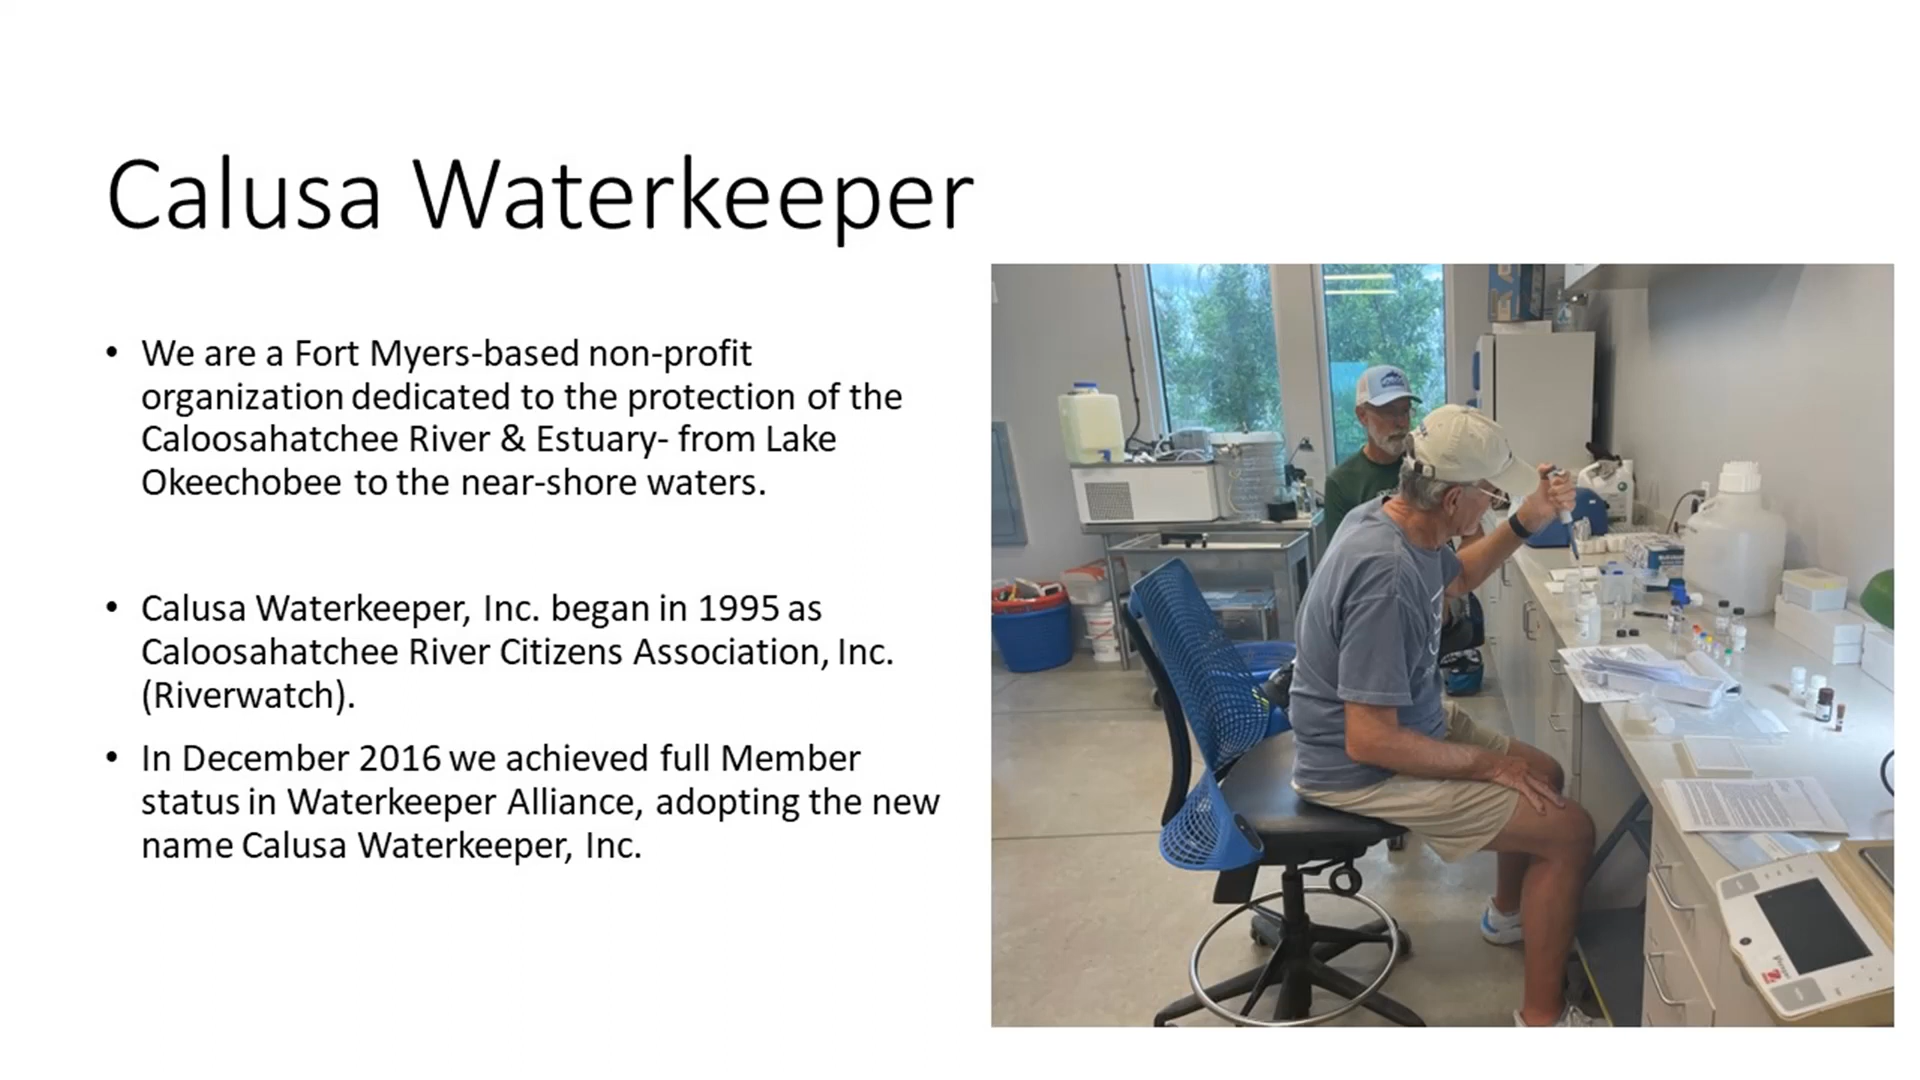 Calusa Waterkeeper
• We are a Fort Myers-based non-profit
organization dedicated to the protection of the
Caloosahatchee River & Estuary- from Lake
Okeechobee to the near-shore waters.
• Calusa Waterkeeper, Inc. began in 1995 as
Caloosahatchee River Citizens Association, Inc.
(Riverwatch).
• In December 2016 we achieved full Member
status in Waterkeeper Alliance, adopting the new
name Calusa Waterkeeper, Inc.